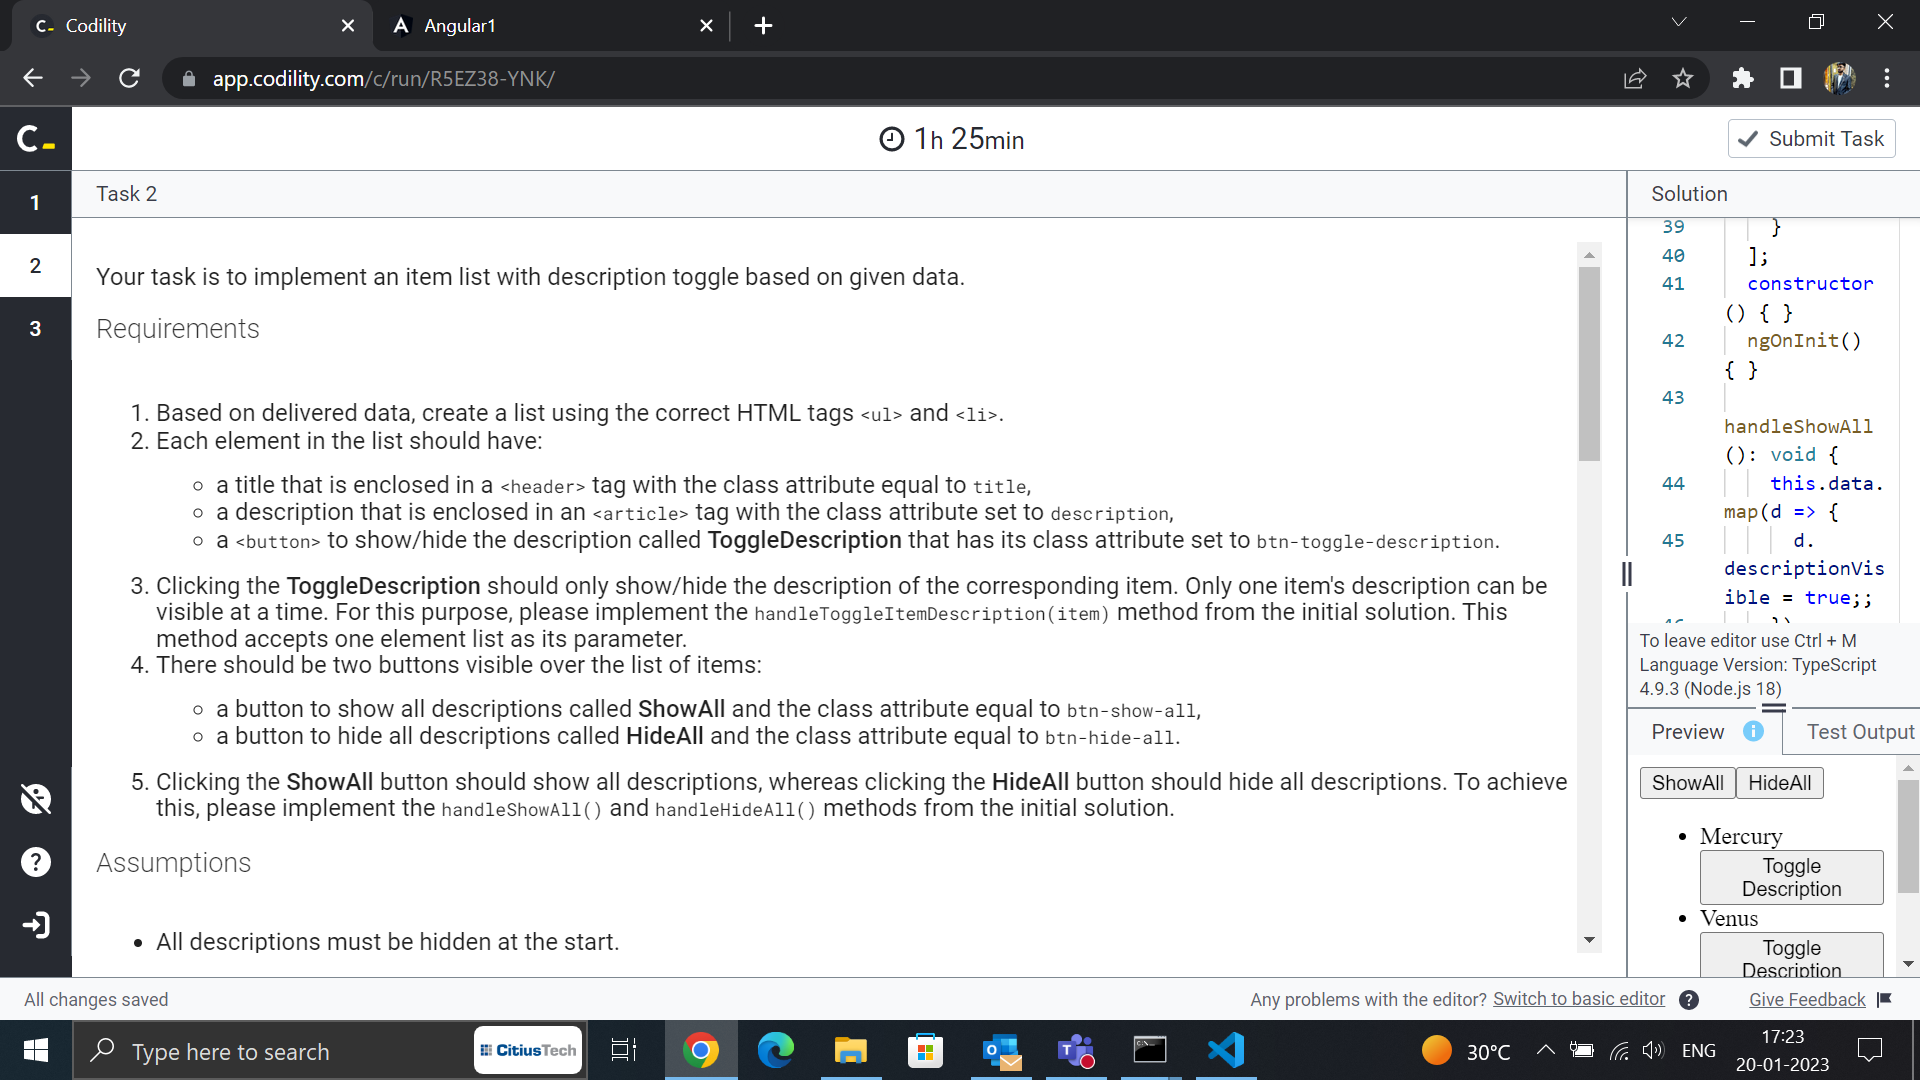 Codility
Angular1
app.codility.com/c/run/R5EZ38-YNK/
1h 25min
Submit Task
1
2
3
Task 2
Your task is to implement an item list with description toggle based on given data.
Requirements
1. Based on delivered data, create a list using the correct HTML tags <ul> and <li>.
2. Each element in the list should have:
a title that is enclosed in a <header> tag with the class attribute equal to title,
a description that is enclosed in an <article> tag with the class attribute set to description,
a <button> to show/hide the description called ToggleDescription that has its class attribute set to btn-toggle-description.
3. Clicking the ToggleDescription should only show/hide the description of the corresponding item. Only one item's description can be
visible at a time. For this purpose, please implement the handleToggleItemDescription(item) method from the initial solution. This
method accepts one element list as its parameter.
4. There should be two buttons visible over the list of items:
a button to show all descriptions called ShowAll and the class attribute equal to btn-show-all,
a button to hide all descriptions called HideAll and the class attribute equal to btn-hide-all.
5. Clicking the ShowAll button should show all descriptions, whereas clicking the HideAll button should hide all descriptions. To achieve
this, please implement the handleShowAll() and handleHideAll() methods from the initial solution.
Assumptions
All descriptions must be hidden at the start.
Solution
39 }
40 ];
41 constructor
() { }
42 ngOnInit()
{ }
43
handleShowAll
(): void {
44 this.data.
map(d => {
45 d.
descriptionVis
ible = true;;
To leave editor use Ctrl + M
Language Version: TypeScript
4.9.3 (Node.js 18)
Preview
Test Output
ShowAll HideAll
Mercury
Toggle
Description
Venus
Toggle
Description
All changes saved
Any problems with the editor? Switch to basic editor
Give Feedback
Type here to search
CitiusTech
30°C
ENG
17:23
20-01-2023